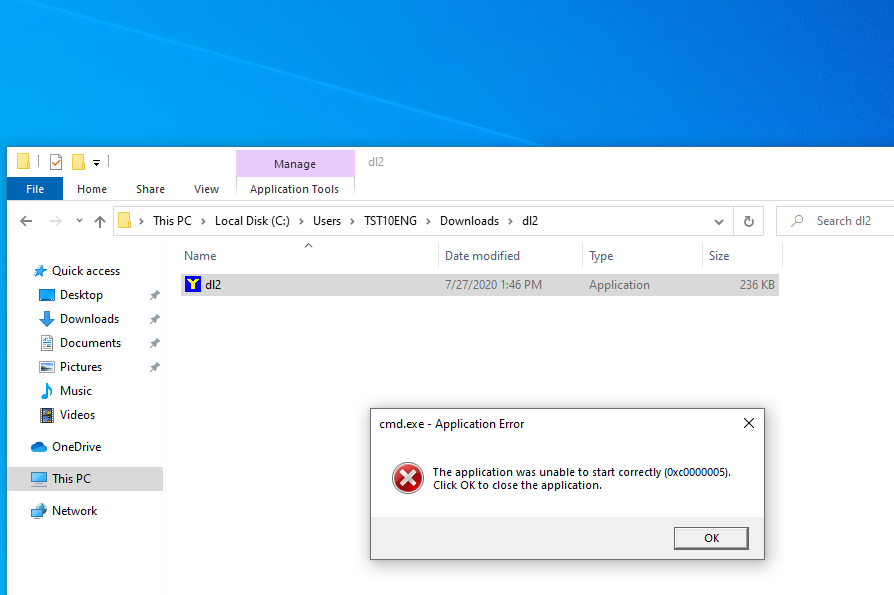 Manage
dl2
File
Home
Share
View
Application Tools
This PC
Local Disk (C:)
Users
TST10ENG
Downloads
dl2
Search dl2
Name
Date modified
Type
Size
Quick access
dl2
7/27/2020 1:46 PM
Application
236 KB
Desktop
Downloads
Documents
Pictures
Music
Videos
OneDrive
This PC
Network
cmd.exe - Application Error
The application was unable to start correctly (0xc0000005).
Click OK to close the application.
OK